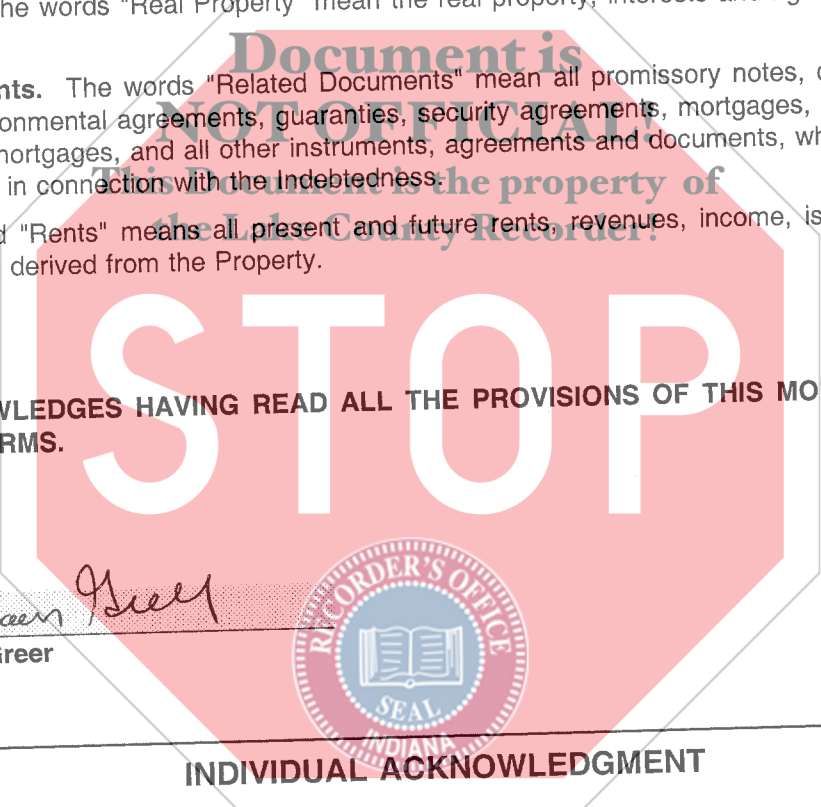 he words "Real Property" mean the real property, interests and
Document is
nts. The words "Related Documents" mean all promissory notes,
NOT OFFICIAL!
onmental agreements, guaranties, security agreements, mortgages,
mortgages, and all other instruments, agreements and documents, wh
This Document is the property of
in connection with the Indebtedness.
the Lake County Recorder!
d "Rents" means all present and future rents, revenues, income, is
derived from the Property.
STOP
WLEDGES HAVING READ ALL THE PROVISIONS OF THIS MO
RMS.
Greer
Greer
RECORDER'S OFFICE
SEAL
INDIANA
INDIVIDUAL ACKNOWLEDGMENT